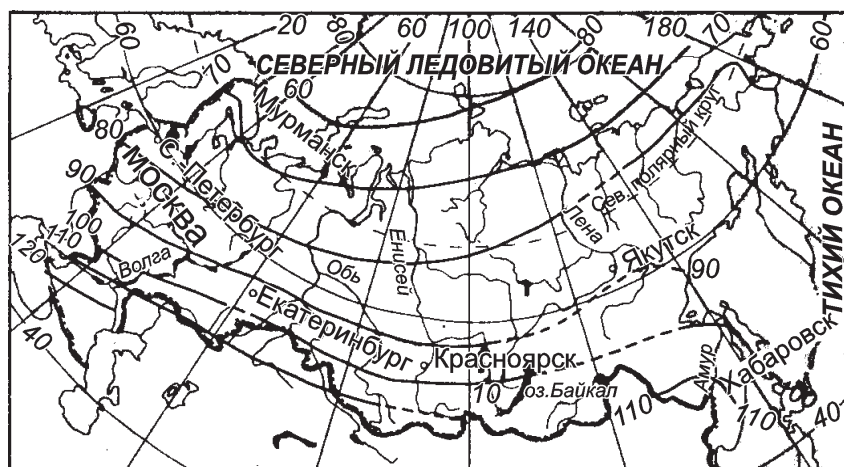 20 80 60 100 140 80 180 70 60
60
СЕВЕРНЫЙ ЛЕДОВИТЫЙ ОКЕАН
70
60
Мурманск
80
С.-Петербург
Москва
90
100
110
120
Волга
Обь
Енисей
Лена
Сев. полярный круг
Якутск
90
ТИХИЙ ОКЕАН
Екатеринбург
Красноярск
40
10
оз.Байкал
110
Амур
Хабаровск
110
40